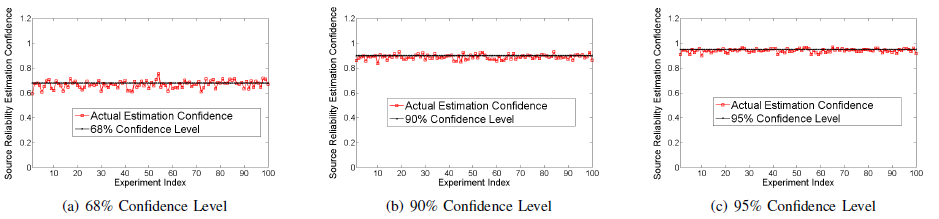 Source Reliability Estimation Confidence
1.2
1
0.8
0.6
0.4
0.2
0
Actual Estimation Confidence
68% Confidence Level
10 20 30 40 50 60 70 80 90 100
Experiment Index
(a) 68% Confidence Level
Source Reliability Estimation Confidence
1.2
1
0.8
0.6
0.4
0.2
0
Actual Estimation Confidence
90% Confidence Level
10 20 30 40 50 60 70 80 90 100
Experiment Index
(b) 90% Confidence Level
Source Reliability Estimation Confidence
1.2
1
0.8
0.6
0.4
0.2
0
Actual Estimation Confidence
95% Confidence Level
10 20 30 40 50 60 70 80 90 100
Experiment Index
(c) 95% Confidence Level